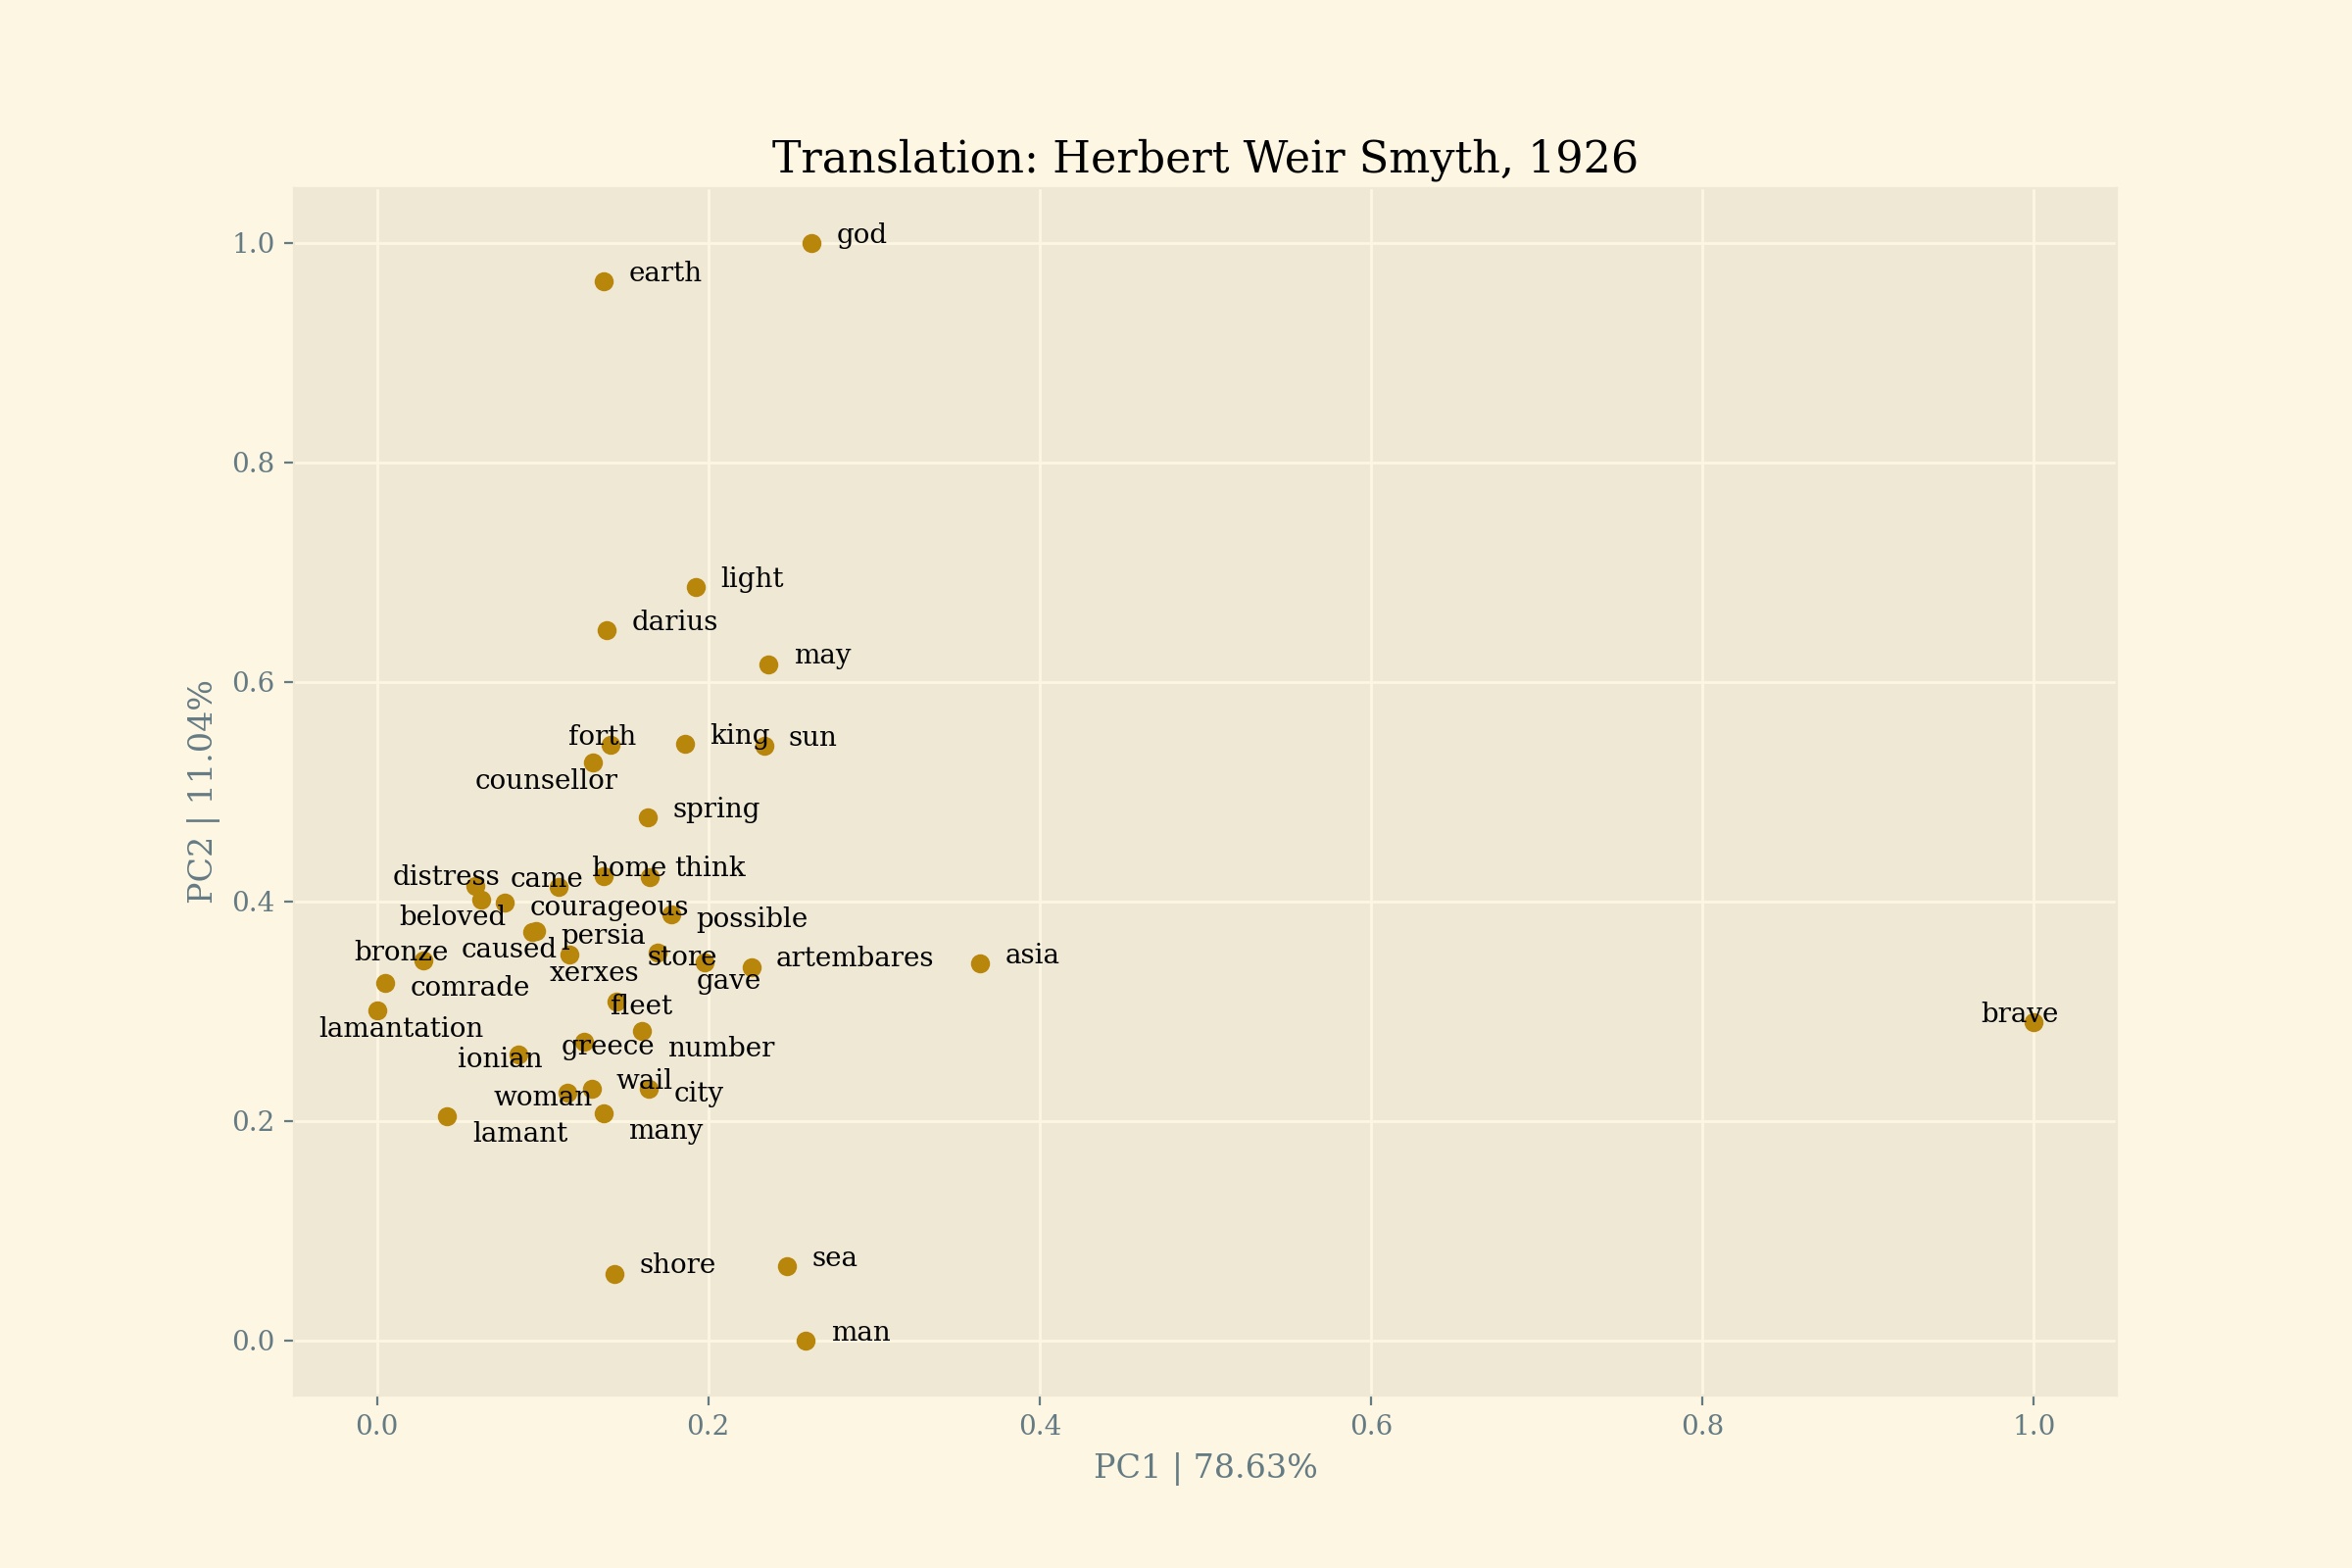 Translation: Herbert Weir Smyth, 1926
god
1.0
earth
0.8
light
darius
may
PC2 | 11.04%
0.6
forth
king
sun
counsellor
spring
home
think
distress
came
0.4
courageous
beloved
possible
persia
caused
bronze
store
artembares
asia
xerxes
gave
comrade
fleet
brave
lamantation
greece
number
ionian
wail
city
woman
0.2
many
lamant
sea
shore
man
0.0
0.0 0.2 0.4 0.6 0.8 1.0
PC1 | 78.63%